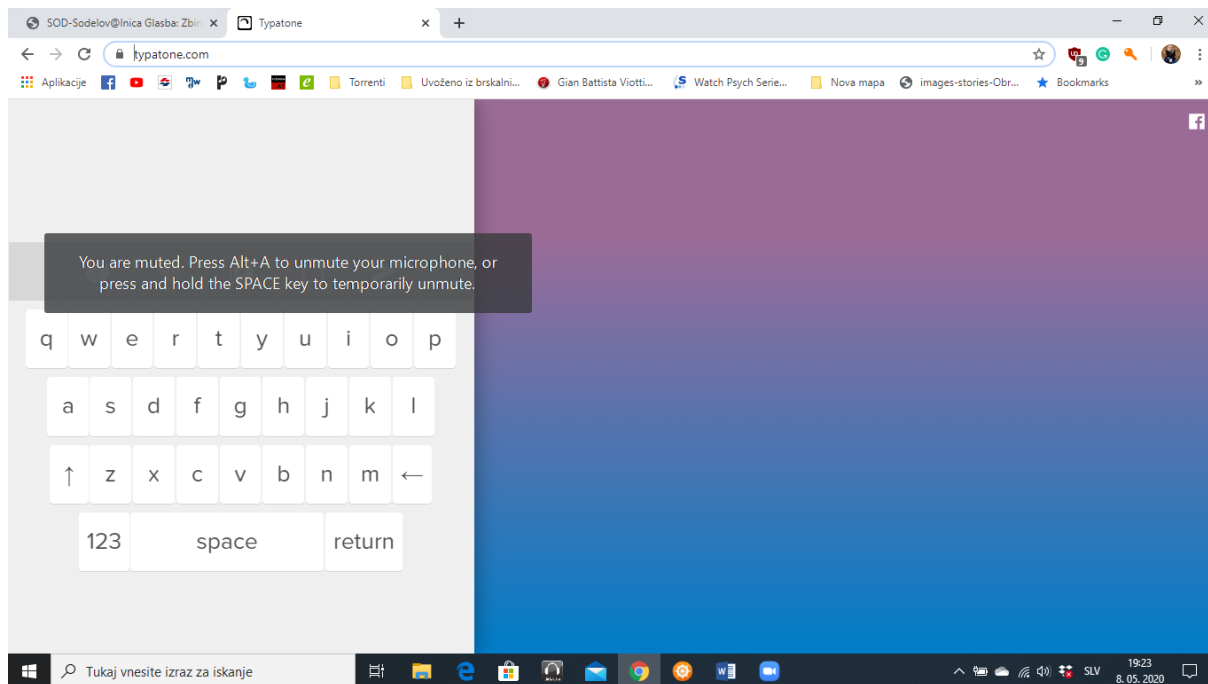 SOD-Sodelov@Inica Glasba: Zbir
Typatone
typatone.com
9
Aplikacije
Torrenti
Uvoženo iz brskalni...
Gian Battista Viotti...
Watch Psych Serie...
Nova mapa
images-stories-Obr...
Bookmarks
»
You are muted. Press Alt+A to unmute your microphone, or
press and hold the SPACE key to temporarily unmute.
q w e r t y u i o p
a s d f g h j k l
↑ z x c v b n m ←
123 space return
Tukaj vnesite izraz za iskanje
SLV
19:23
8. 05. 2020